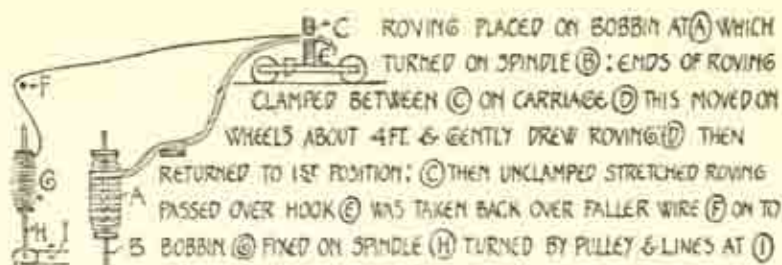 B - C ROVING PLACED ON BOBBIN AT Ⓐ WHICH
E TURNED ON SPINDLE Ⓑ: ENDS OF ROVING
F CLAMPED BETWEEN Ⓒ ON CARRIAGE Ⓓ THIS MOVED ON
WHEELS ABOUT 4FT. & GENTLY DREW ROVING Ⓓ THEN
G RETURNED TO 1ST POSITION: Ⓒ THEN UNCLAMPED STRETCHED ROVING
A PASSED OVER HOOK Ⓔ WAS TAKEN BACK OVER FALLER WIRE Ⓕ ON TO
H I B BOBBIN Ⓖ FIXED ON SPINDLE Ⓗ TURNED BY PULLEY & LINES AT Ⓘ